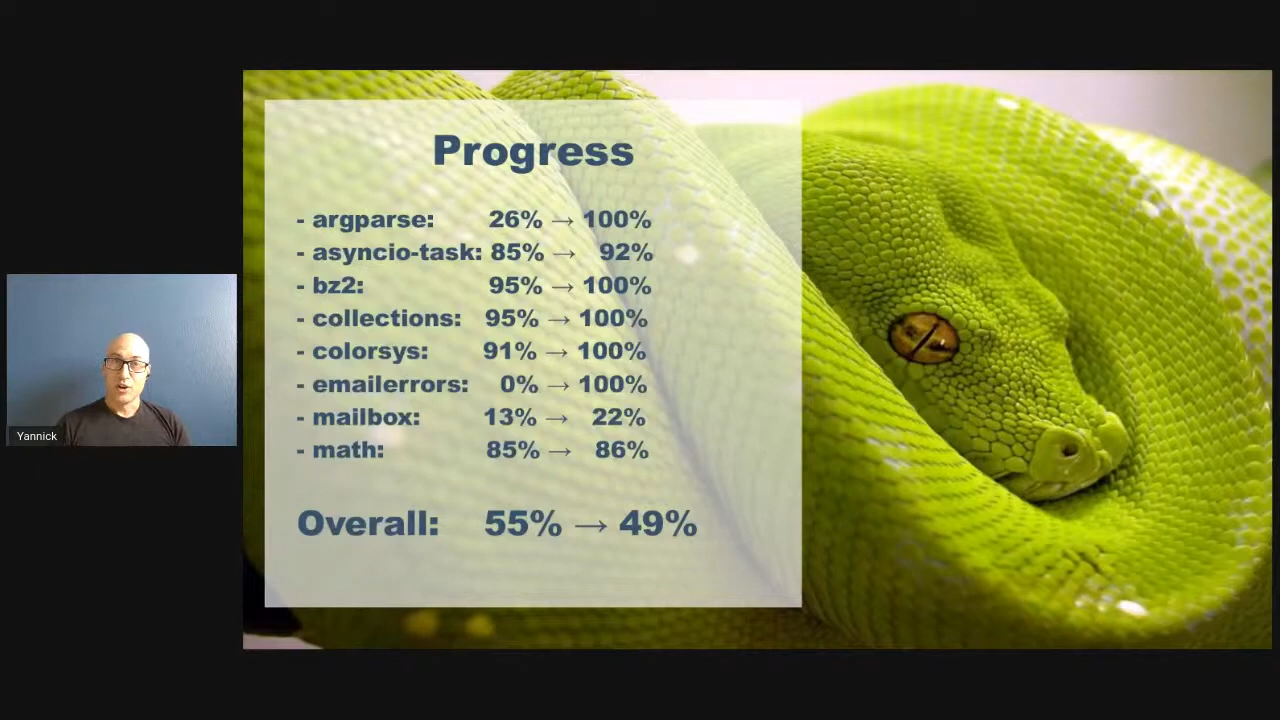 Progress
- argparse: 26% → 100%
- asyncio-task: 85% → 92%
- bz2: 95% → 100%
- collections: 95% → 100%
- colorsys: 91% → 100%
- emailerrors: 0% → 100%
- mailbox: 13% → 22%
- math: 85% → 86%
Overall: 55% → 49%
Yannick